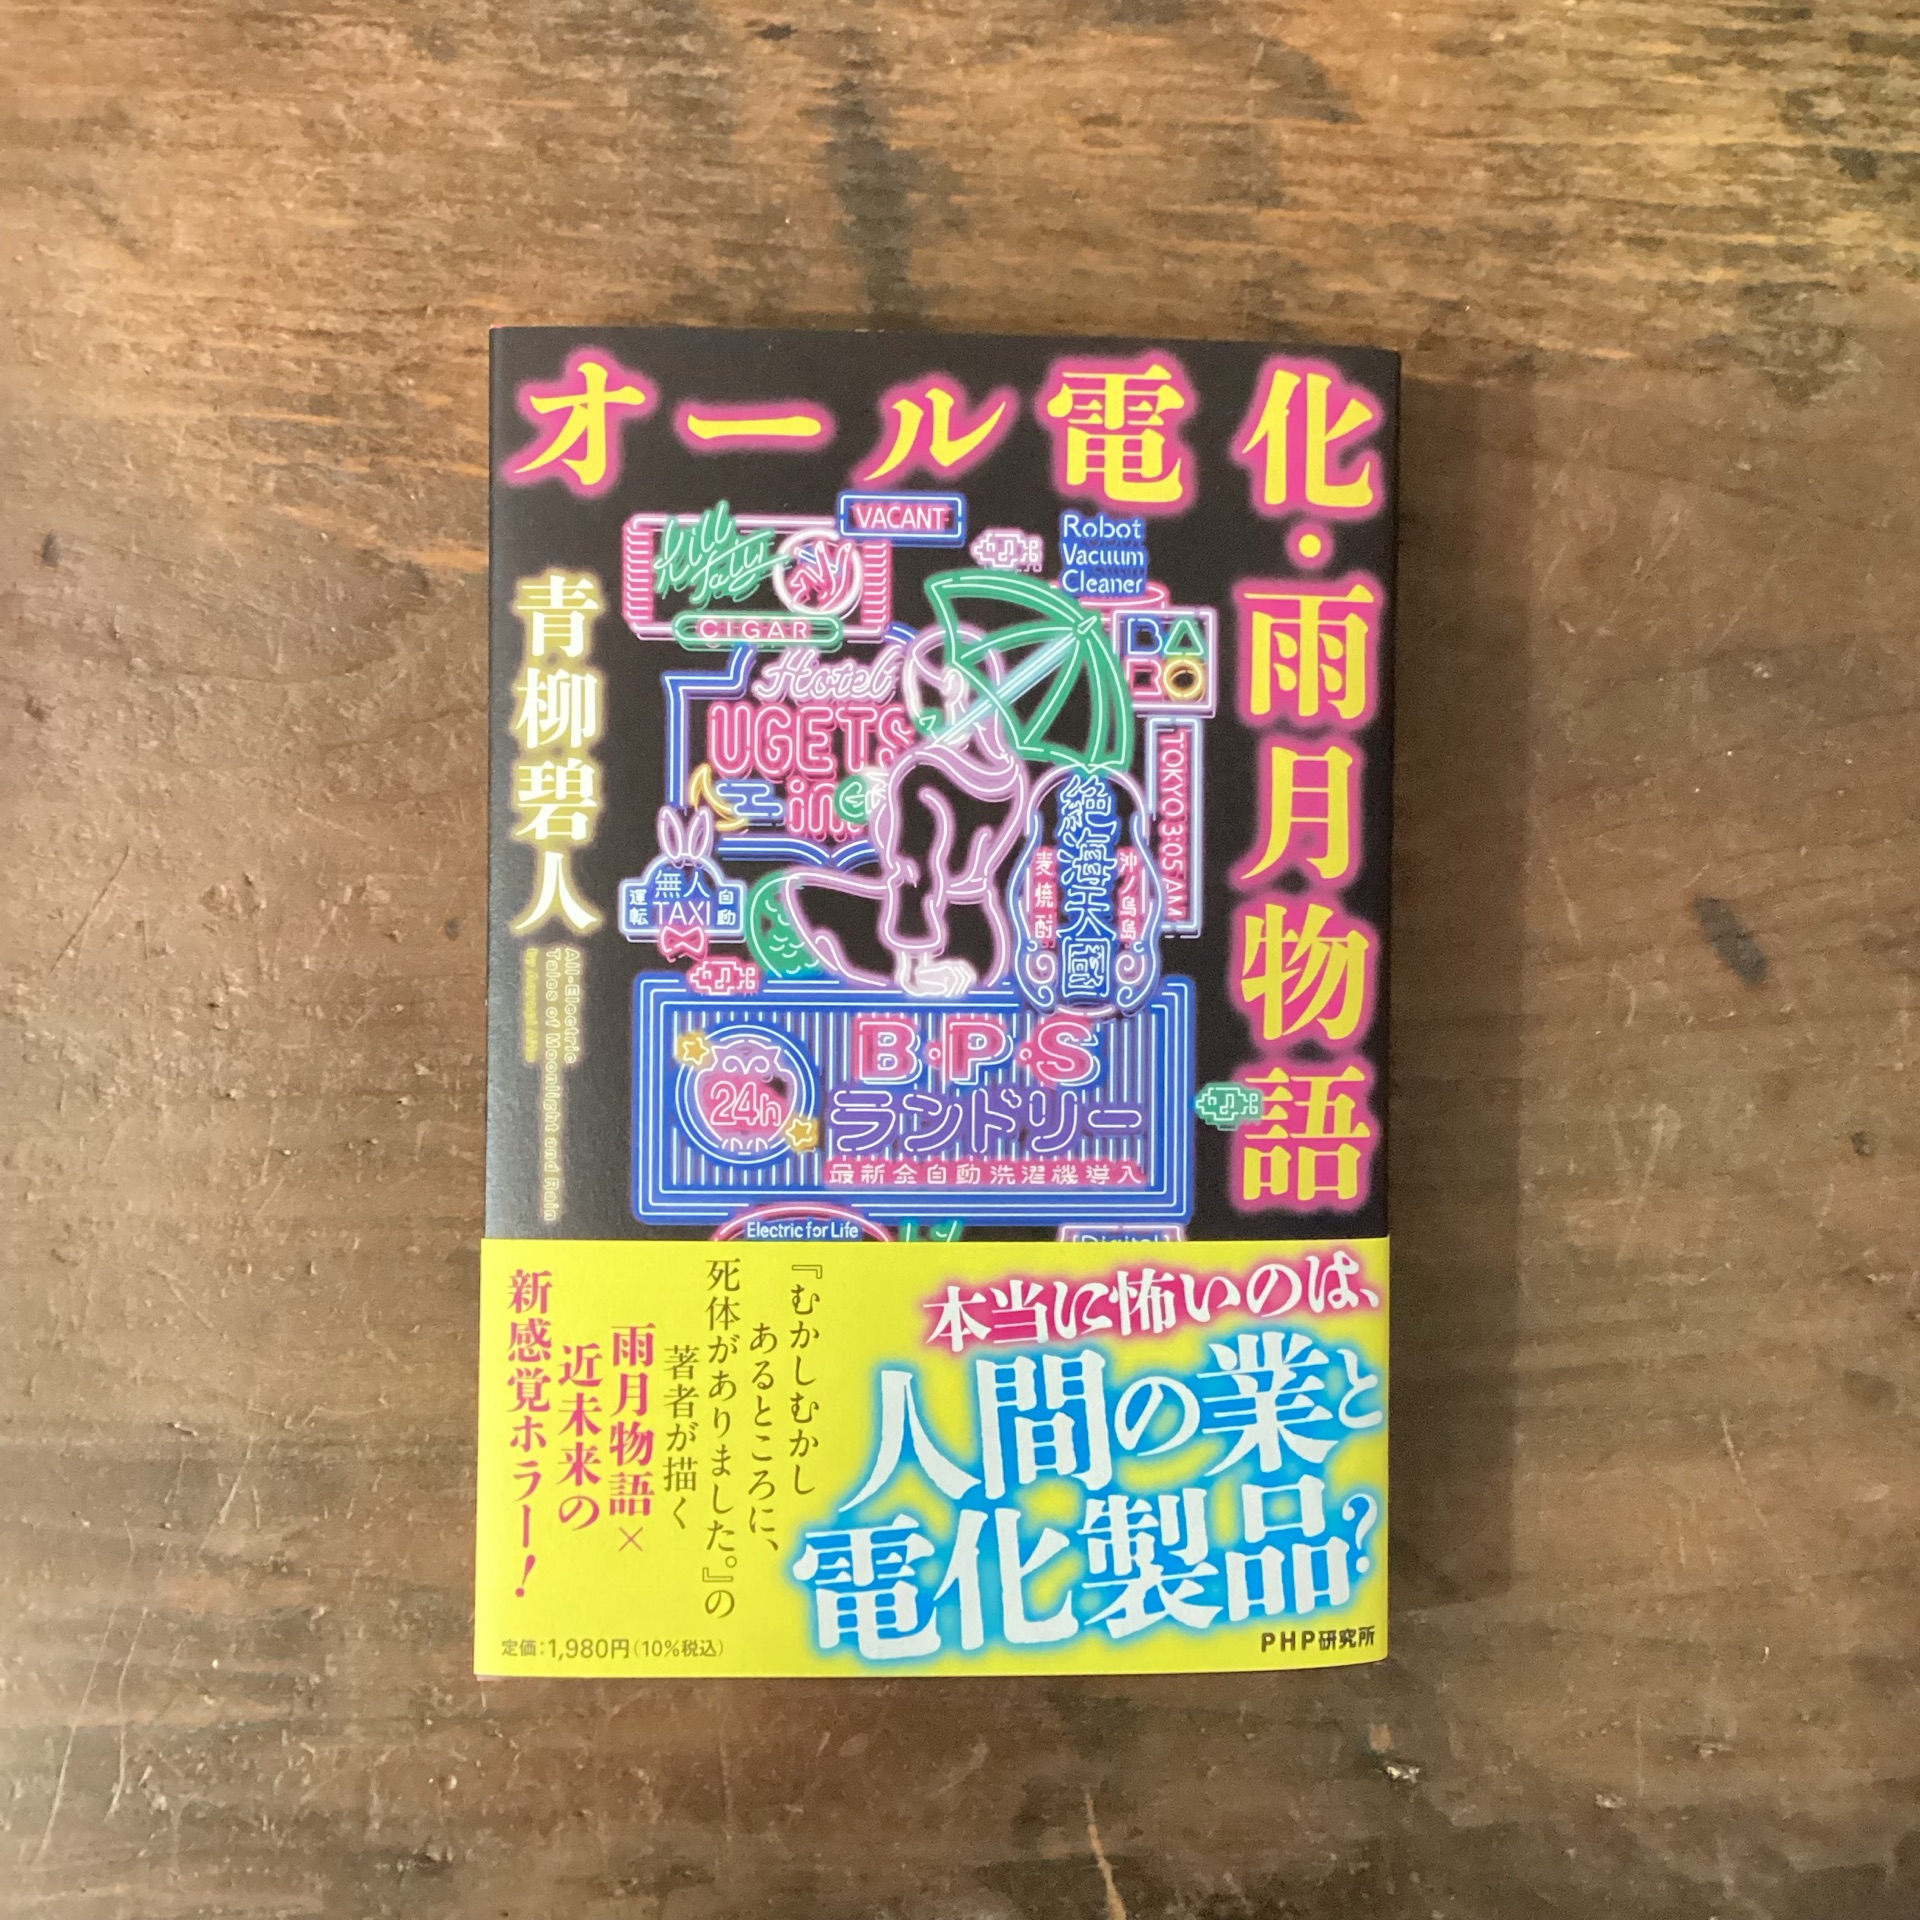 オール電化・雨月物語
青柳碧人
All-Electric
Tales of Moonlight and Rain
by Aoyagi Aito
VACANT
Robot
Vacuum
Cleaner
CIGAR
BA
BO
Hotel
UGETS
in
TOKYO 3:05AM
絶海天國
沖ノ鳥島
麦焼酎
無人
TAXI
自動
運転
B・P・S
ランドリー
24h
最新全自動洗濯機導入
Electric for Life
本当に怖いのは、
人間の業と
電化製品?
『むかしむかし
あるところに、
死体がありました。』の
著者が描く
雨月物語×
近未来の
新感覚ホラー!
定価:1,980円(10%税込)
PHP研究所